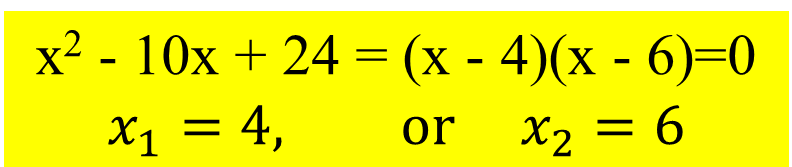 x² - 10x + 24 = (x - 4)(x - 6)=0
x₁ = 4, or x₂ = 6